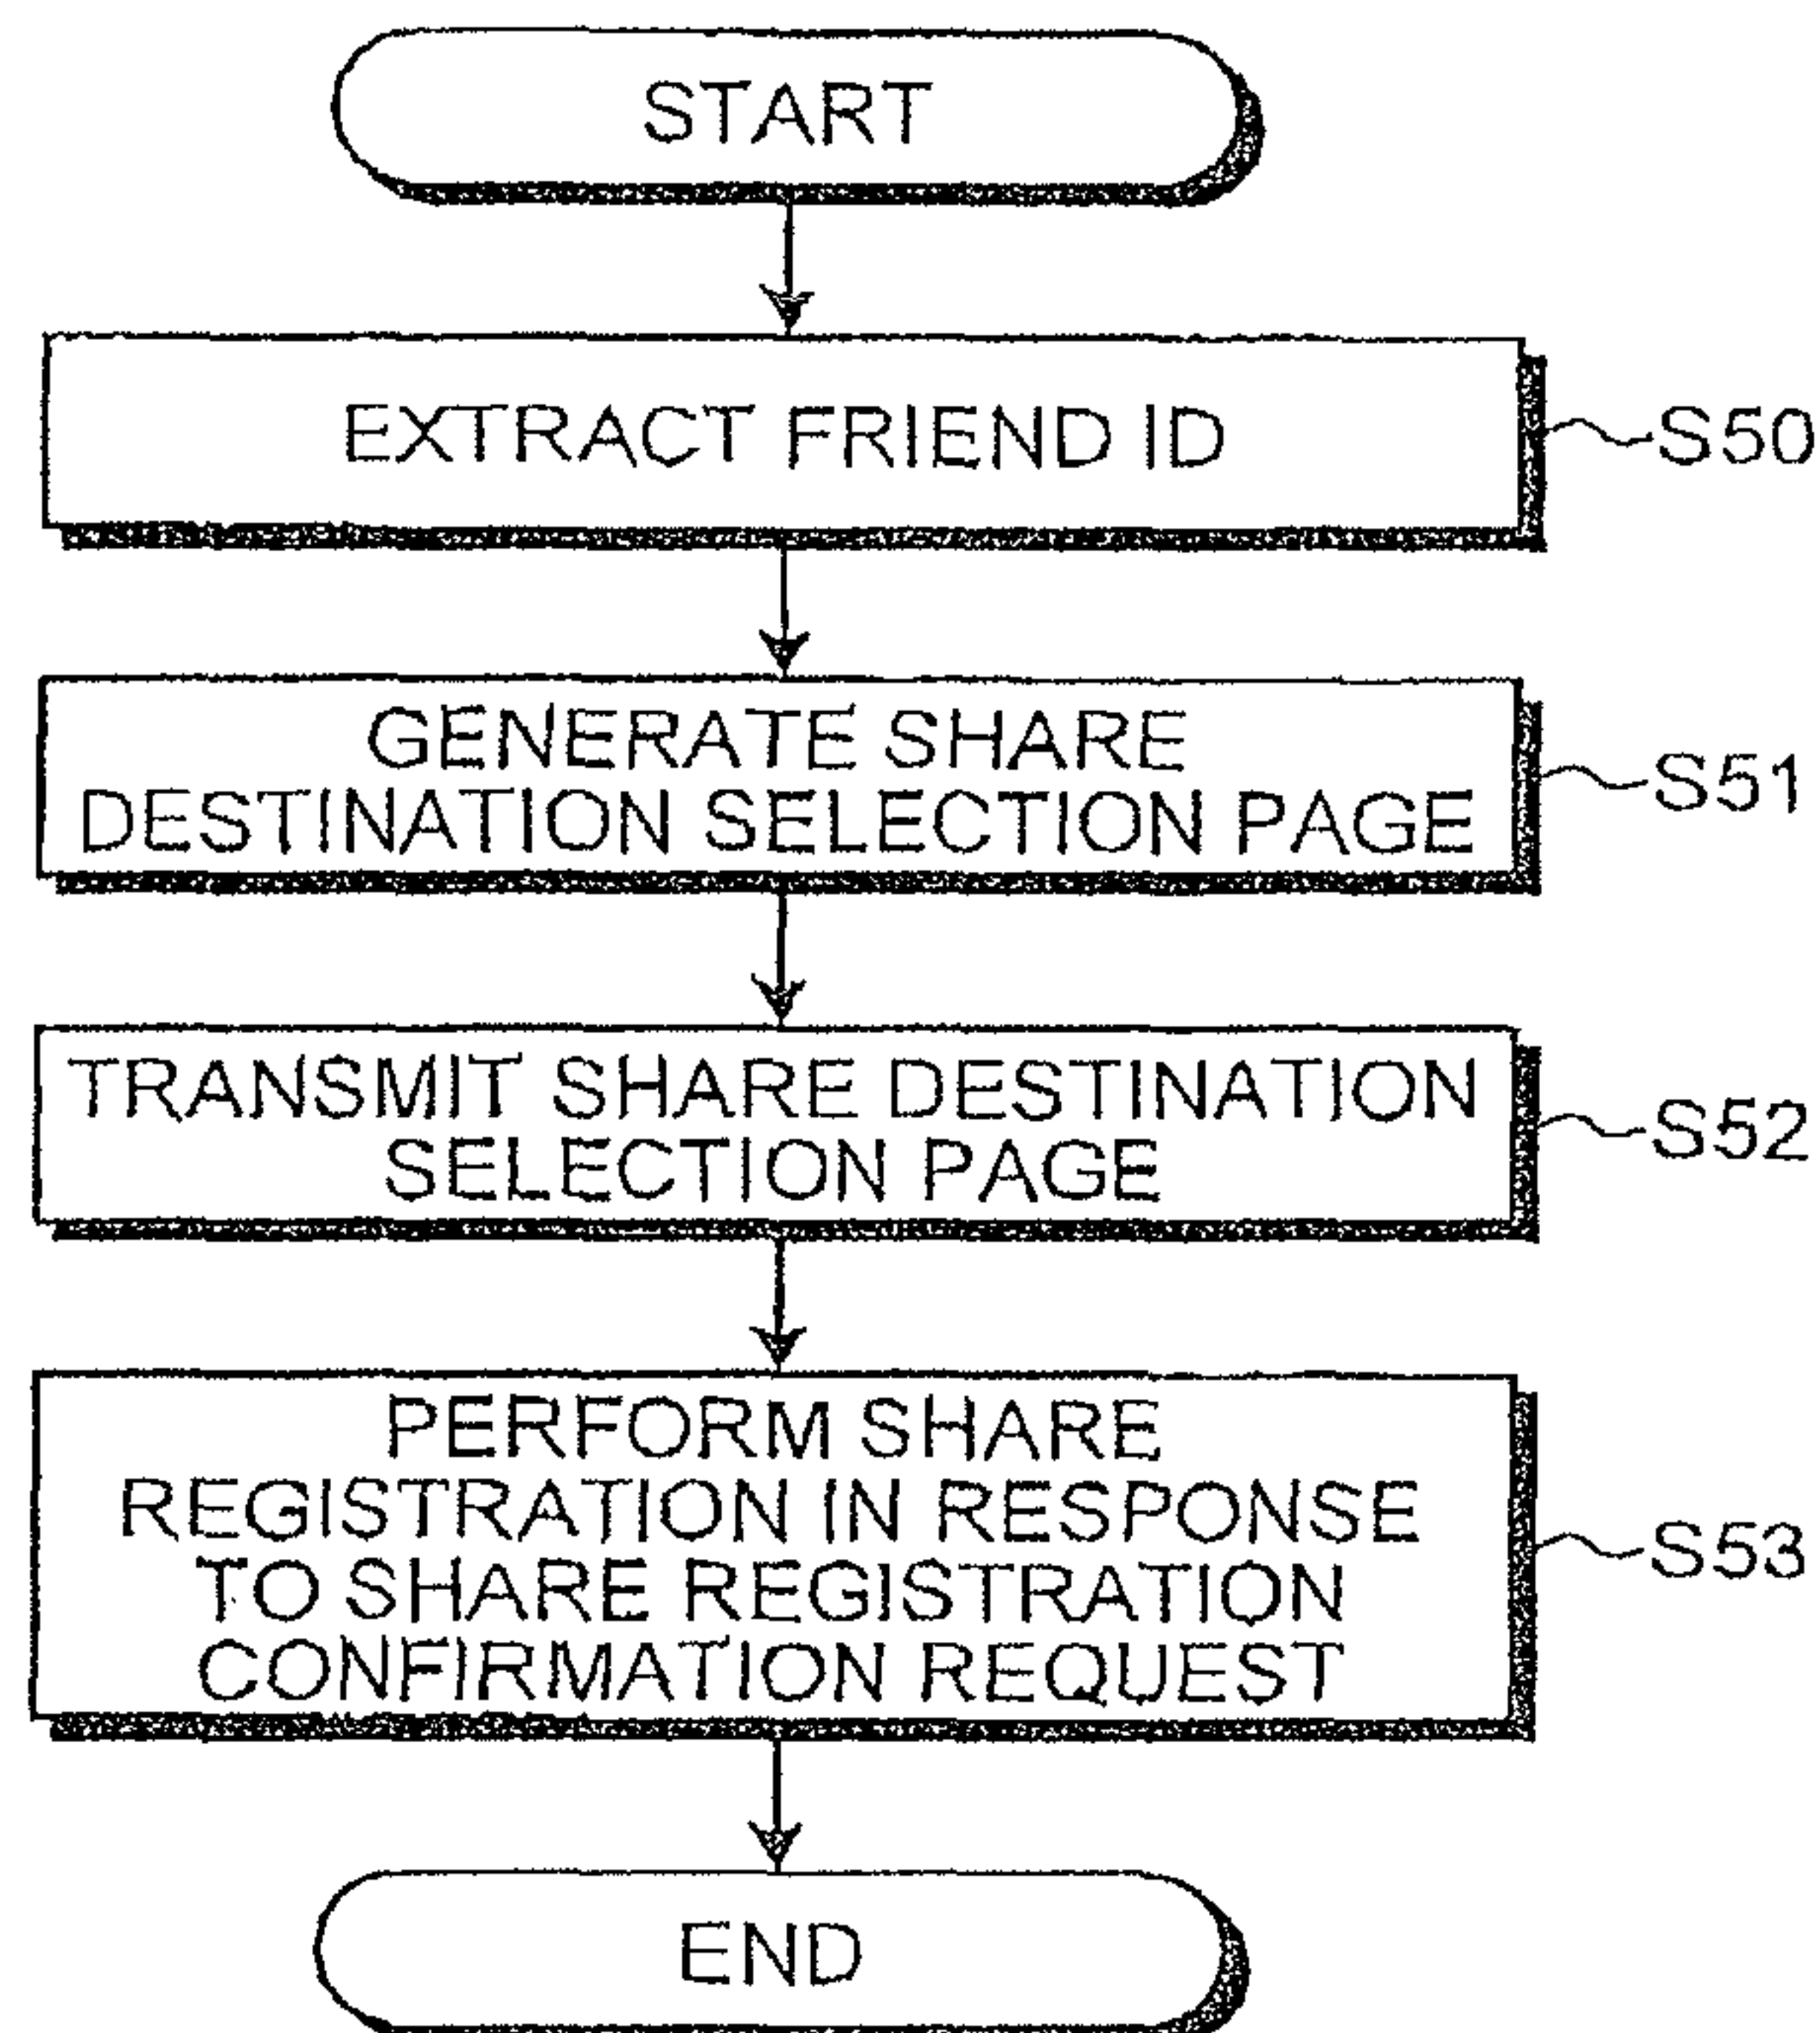 START
EXTRACT FRIEND ID
S50
GENERATE SHARE
DESTINATION SELECTION PAGE
S51
TRANSMIT SHARE DESTINATION
SELECTION PAGE
S52
PERFORM SHARE
REGISTRATION IN RESPONSE
TO SHARE REGISTRATION
CONFIRMATION REQUEST
S53
END